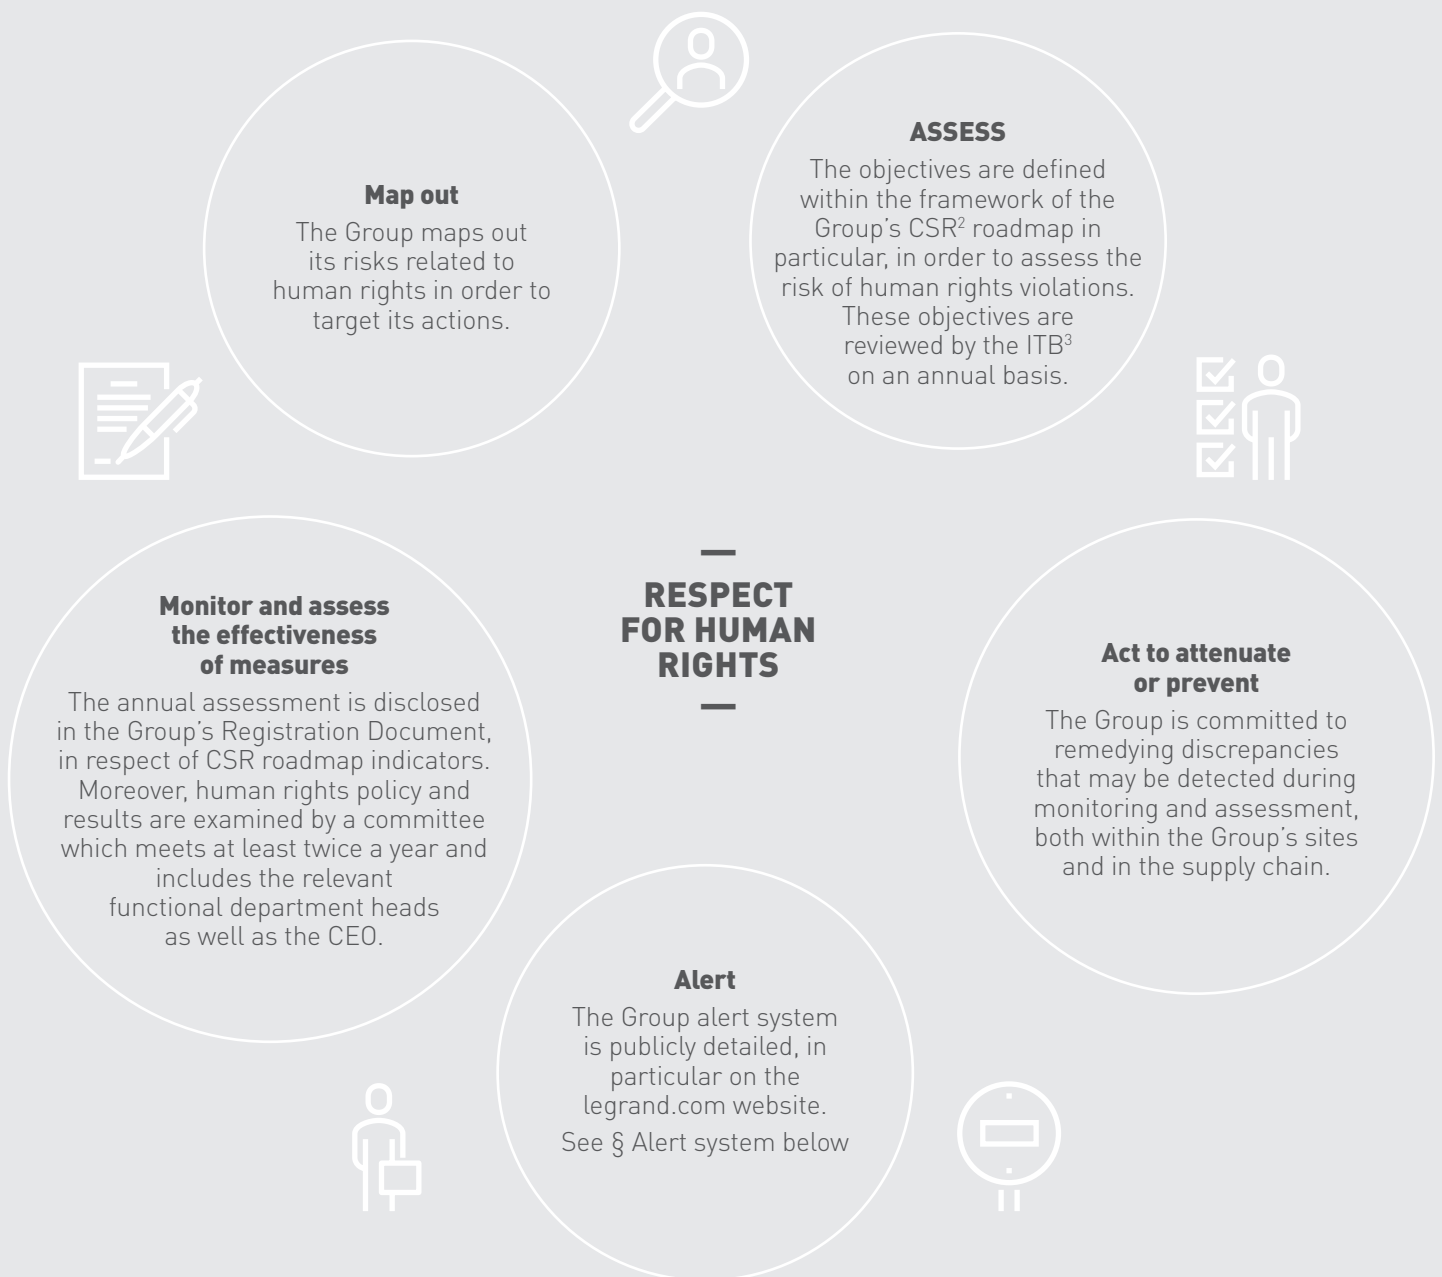 Map out
The Group maps out
its risks related to
human rights in order to
target its actions.
ASSESS
The objectives are defined
within the framework of the
Group's CSR² roadmap in
particular, in order to assess the
risk of human rights violations.
These objectives are
reviewed by the ITB³
on an annual basis.
RESPECT
FOR HUMAN
RIGHTS
Act to attenuate
or prevent
The Group is committed to
remedying discrepancies
that may be detected during
monitoring and assessment,
both within the Group's sites
and in the supply chain.
Alert
The Group alert system
is publicly detailed, in
particular on the
legrand.com website.
See § Alert system below
Monitor and assess
the effectiveness
of measures
The annual assessment is disclosed
in the Group's Registration Document,
in respect of CSR roadmap indicators.
Moreover, human rights policy and
results are examined by a committee
which meets at least twice a year and
includes the relevant
functional department heads
as well as the CEO.